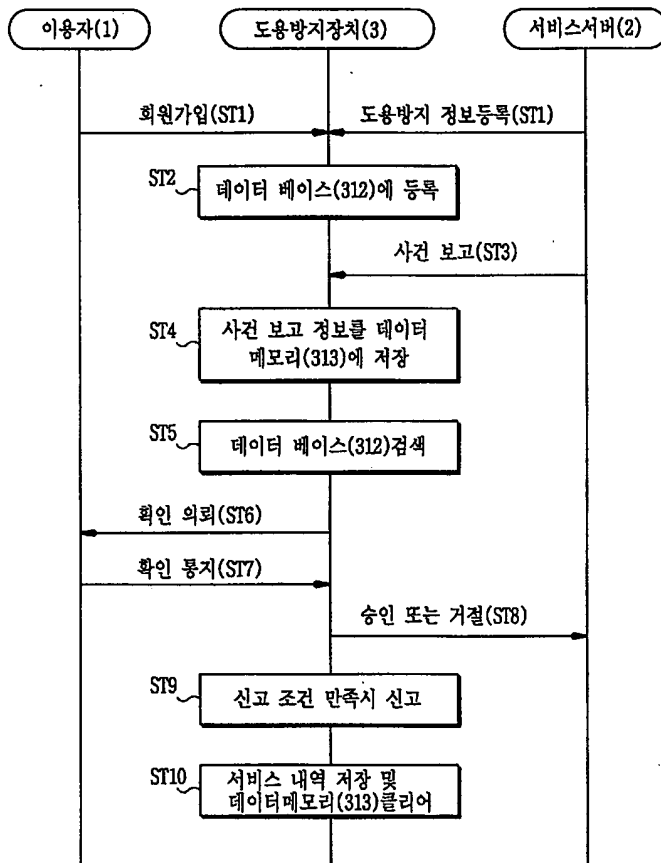 이용자(1)
도용방지장치(3)
서비스서버(2)
회원가입(ST1)
도용방지 정보등록(ST1)
ST2
데이터 베이스(312)에 등록
사건 보고(ST3)
ST4
사건 보고 정보를 데이터
메모리(313)에 저장
ST5
데이터 베이스(312)검색
확인 의뢰(ST6)
확인 통지(ST7)
승인 또는 거절(ST8)
ST9
신고 조건 만족시 신고
ST10
서비스 내역 저장 및
데이터메모리(313)클리어